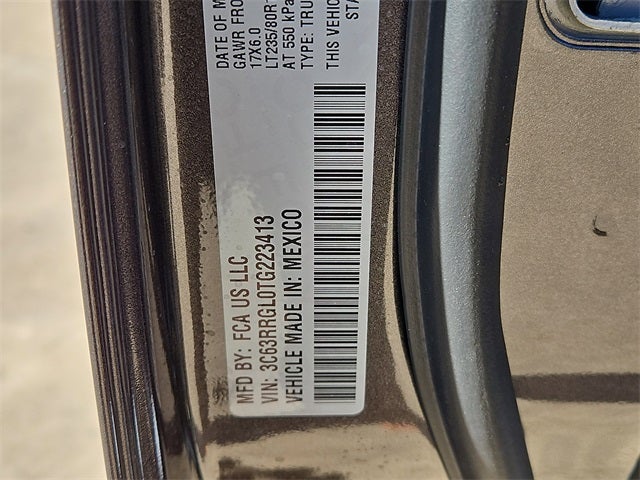 DATE OF M
GAWR FRO
17X6.0
LT235/80R
AT 550 kPa
TYPE: TRU
THIS VEHIC
STA
MFD BY: FCA US LLC
VIN: 3C63RRGL0TG223413
VEHICLE MADE IN: MEXICO